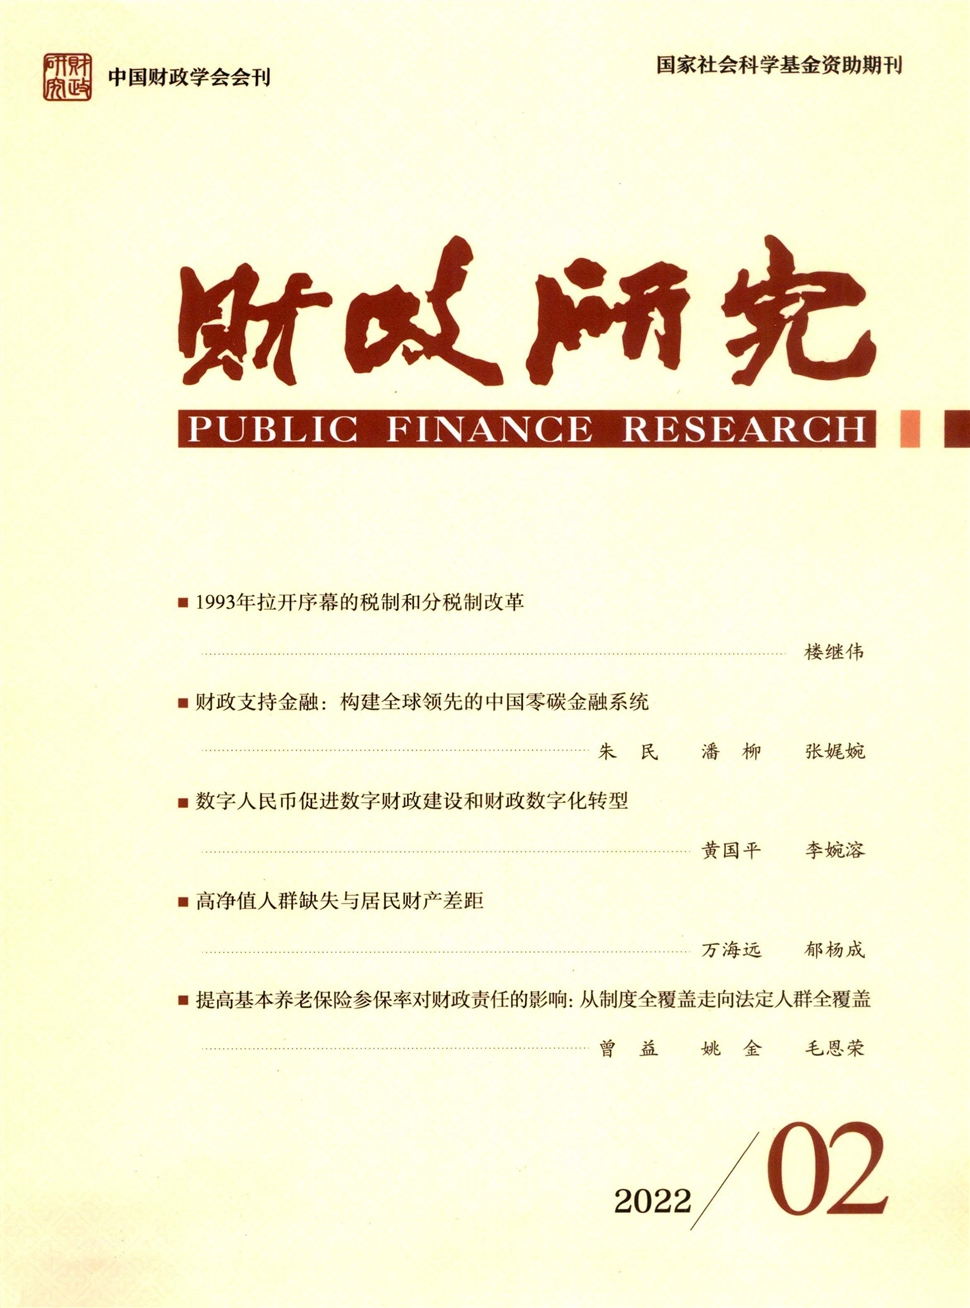 财政研究
中国财政学会会刊
国家社会科学基金资助期刊
财政研究
PUBLIC FINANCE RESEARCH
1993年拉开序幕的税制和分税制改革
楼继伟
财政支持金融：构建全球领先的中国零碳金融系统
朱 民 潘 柳 张娓婉
数字人民币促进数字财政建设和财政数字化转型
黄国平 李婉溶
高净值人群缺失与居民财产差距
万海远 郁杨成
提高基本养老保险参保率对财政责任的影响：从制度全覆盖走向法定人群全覆盖
曾 益 姚 金 毛恩荣
2022/02